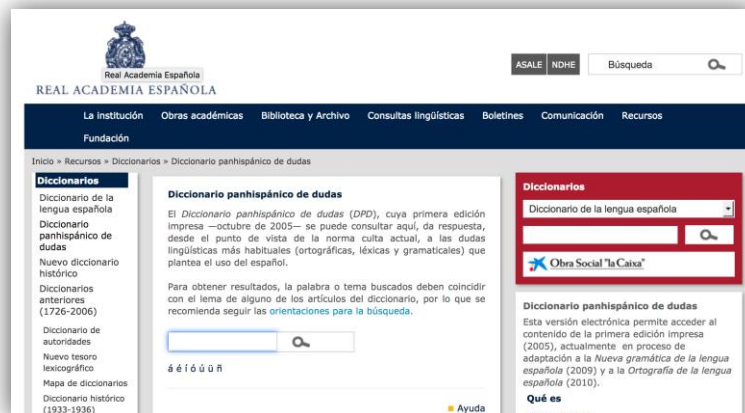 Real Academia Española
REAL ACADEMIA ESPAÑOLA
ASALE
NDHE
Búsqueda
La institución
Obras académicas
Biblioteca y Archivo
Consultas lingüísticas
Boletines
Comunicación
Recursos
Fundación
Inicio » Recursos » Diccionarios » Diccionario panhispánico de dudas
Diccionarios
Diccionario de la
lengua española
Diccionario
panhispánico de
dudas
Nuevo diccionario
histórico
Diccionarios
anteriores
(1726-2006)
Diccionario de
autoridades
Nuevo tesoro
lexicográfico
Mapa de diccionarios
Diccionario histórico
(1933-1936)
Diccionario panhispánico de dudas
El Diccionario panhispánico de dudas (DPD), cuya primera edición
impresa —octubre de 2005— se puede consultar aquí, da respuesta,
desde el punto de vista de la norma culta actual, a las dudas
lingüísticas más habituales (ortográficas, léxicas y gramaticales) que
plantea el uso del español.
Para obtener resultados, la palabra o tema buscados deben coincidir
con el lema de alguno de los artículos del diccionario, por lo que se
recomienda seguir las orientaciones para la búsqueda.
á é í ó ú ü ñ
Ayuda
Diccionarios
Diccionario de la lengua española
Obra Social "la Caixa"
Diccionario panhispánico de dudas
Esta versión electrónica permite acceder al
contenido de la primera edición impresa
(2005), actualmente en proceso de
adaptación a la Nueva gramática de la lengua
española (2009) y a la Ortografía de la lengua
española (2010).
Qué es